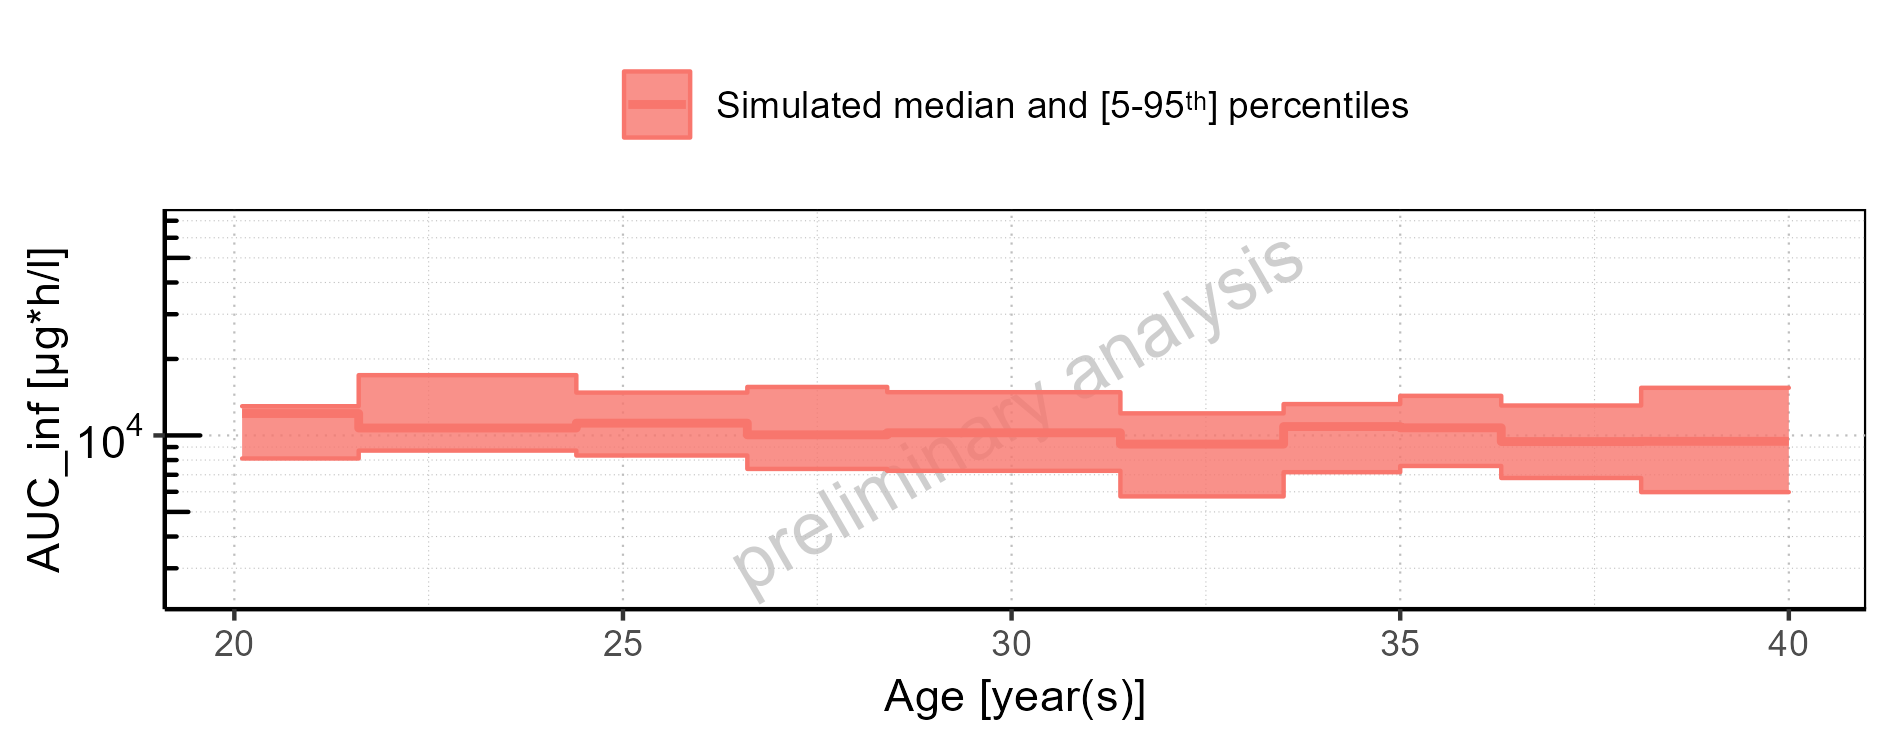 Simulated median and [5-95ᵗʰ] percentiles
AUC_inf [µg*h/l]
10⁴
preliminary analysis
20 25 30 35 40
Age [year(s)]